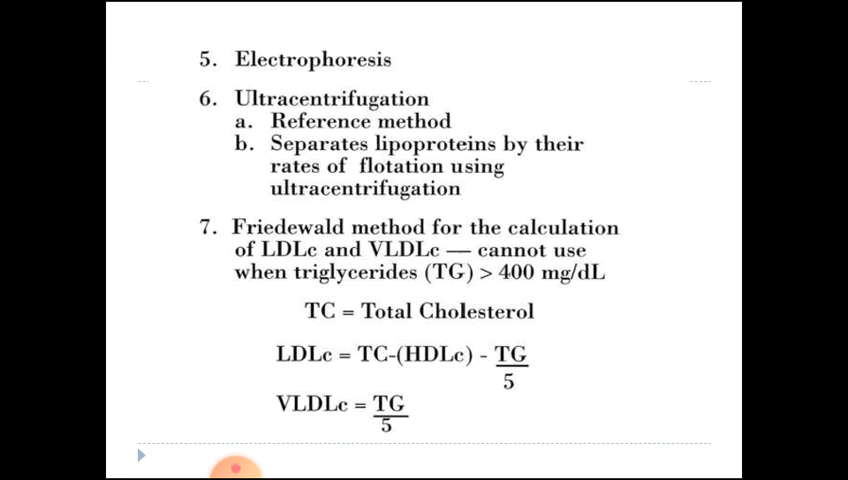 5. Electrophoresis
6. Ultracentrifugation
a. Reference method
b. Separates lipoproteins by their
rates of flotation using
ultracentrifugation
7. Friedewald method for the calculation
of LDLc and VLDLc — cannot use
when triglycerides (TG) > 400 mg/dL
TC = Total Cholesterol
LDLc = TC-(HDLc) - TG
5
VLDLc = TG
5